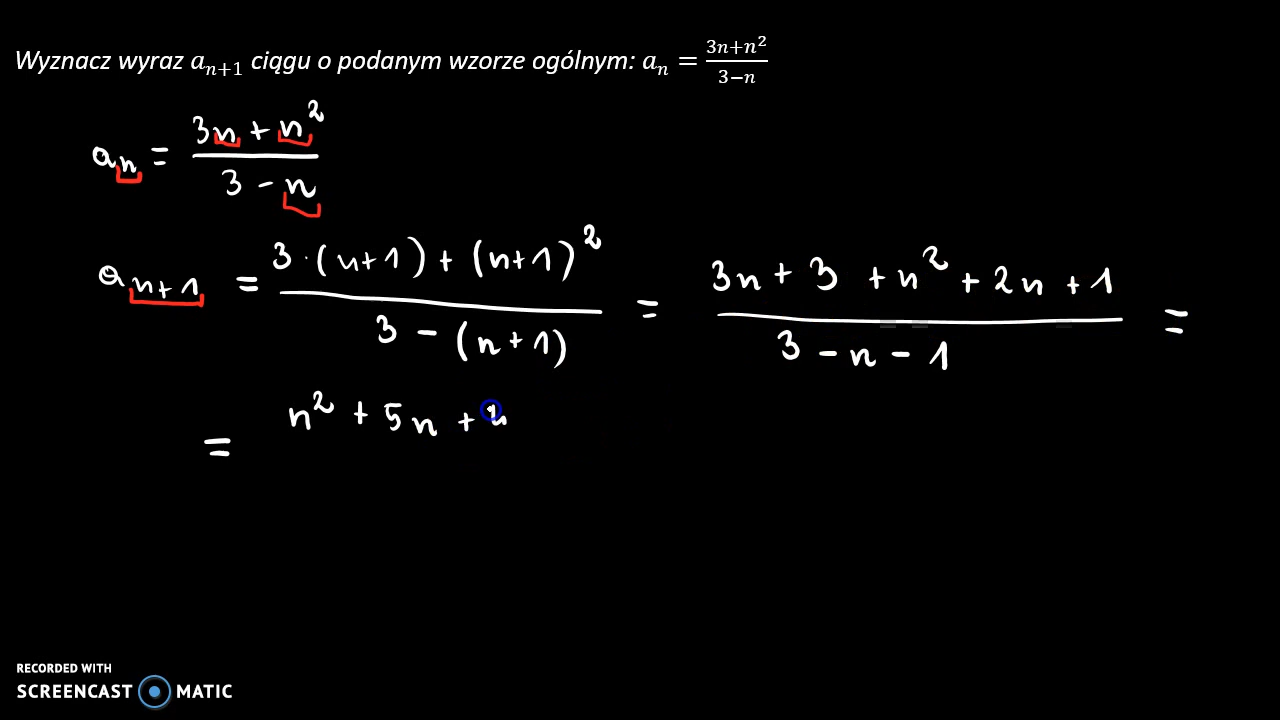 Wyznacz wyraz aₙ₊₁ ciągu o podanym wzorze ogólnym: aₙ = (3n+n²)/(3−n)
aₙ = (3n + n²)/(3 - n)
aₙ₊₁ = (3·(n+1) + (n+1)²)/(3 - (n+1)) = (3n + 3 + n² + 2n + 1)/(3 - n - 1) =
= n² + 5n +
RECORDED WITH
SCREENCAST MATIC